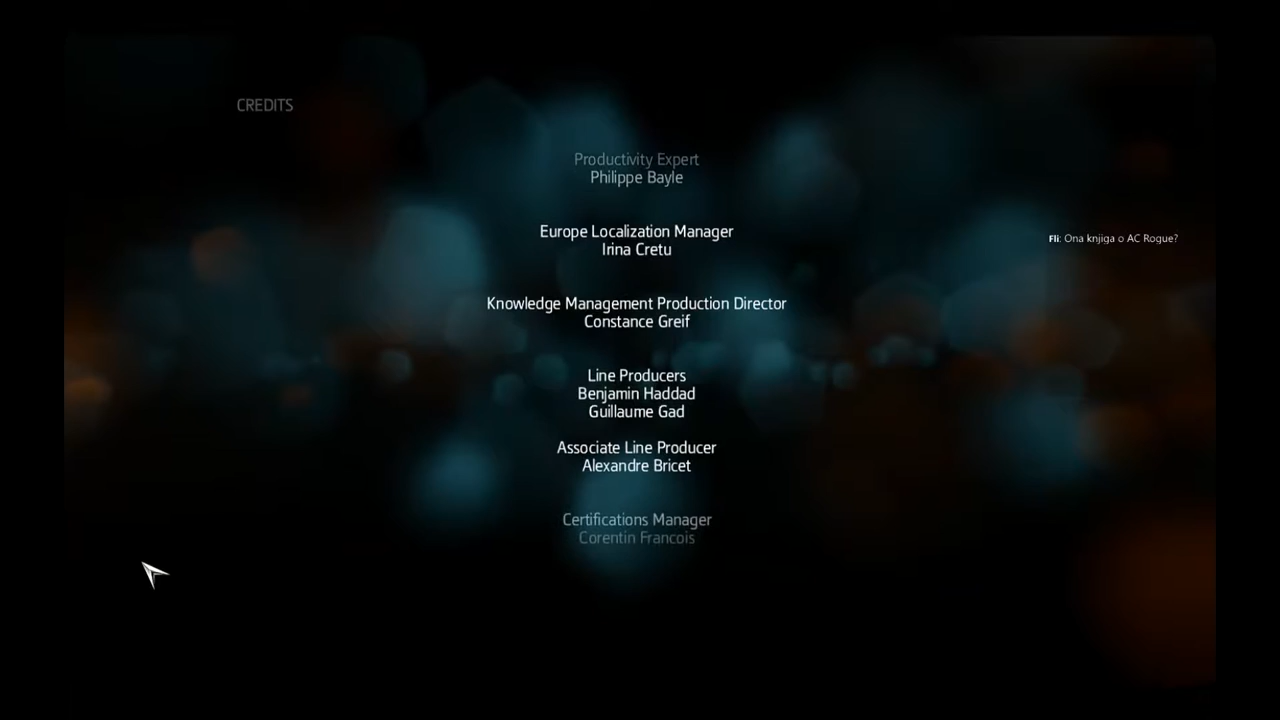 CREDITS
Productivity Expert
Philippe Bayle
Europe Localization Manager
Irina Cretu
Fli: Ona knjiga o AC Rogue?
Knowledge Management Production Director
Constance Greif
Line Producers
Benjamin Haddad
Guillaume Gad
Associate Line Producer
Alexandre Bricet
Certifications Manager
Corentin Francois